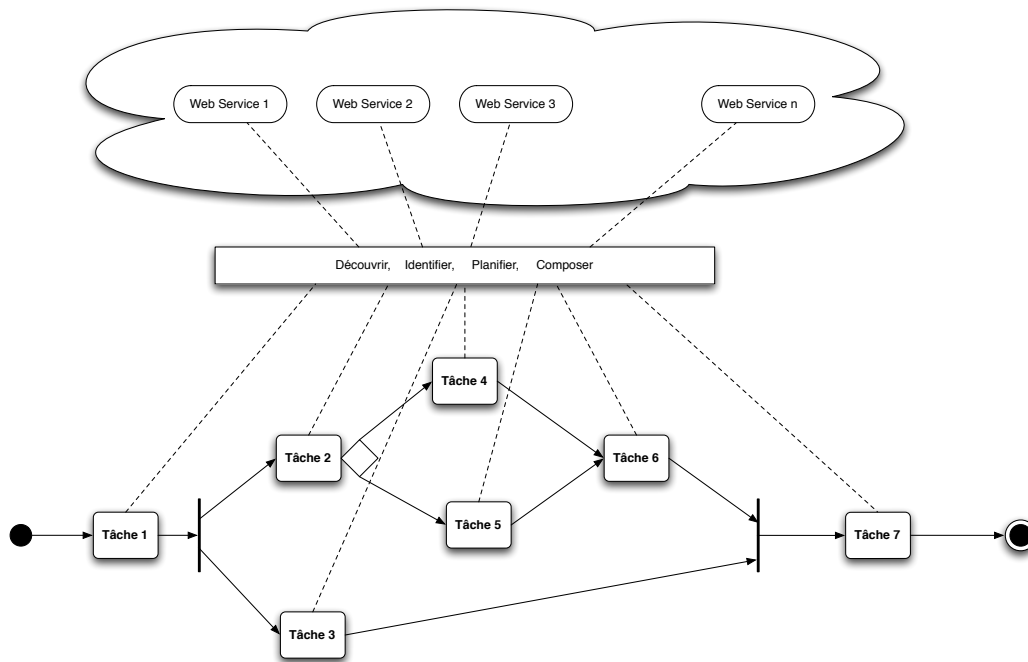 Web Service 1
Web Service 2
Web Service 3
Web Service n
Découvrir, Identifier, Planifier, Composer
Tâche 4
Tâche 2
Tâche 6
Tâche 5
Tâche 1
Tâche 7
Tâche 3